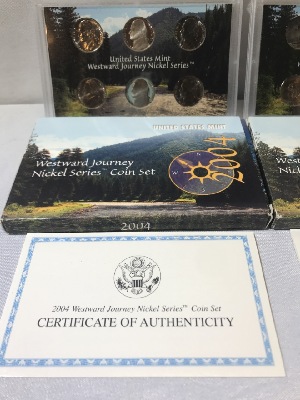 United States Mint
Westward Journey Nickel Series™
UNITED STATES MINT
2004
Westward Journey
Nickel Series™ Coin Set
2004
2004 Westward Journey Nickel Series™ Coin Set
CERTIFICATE OF AUTHENTICITY